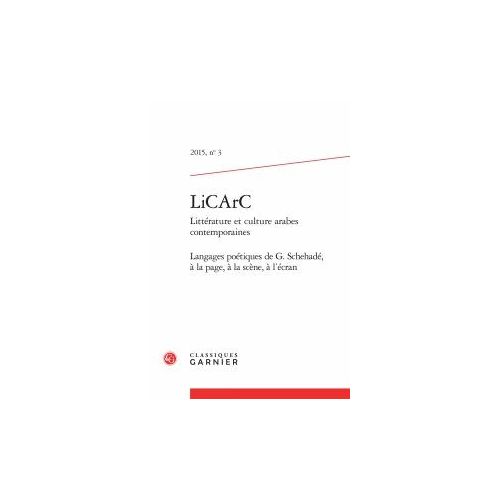 2015, nº 3
LiCArC
Littérature et culture arabes
contemporaines
Langages poétiques de G. Schehadé,
à la page, à la scène, à l'écran
CLASSIQUES
GARNIER